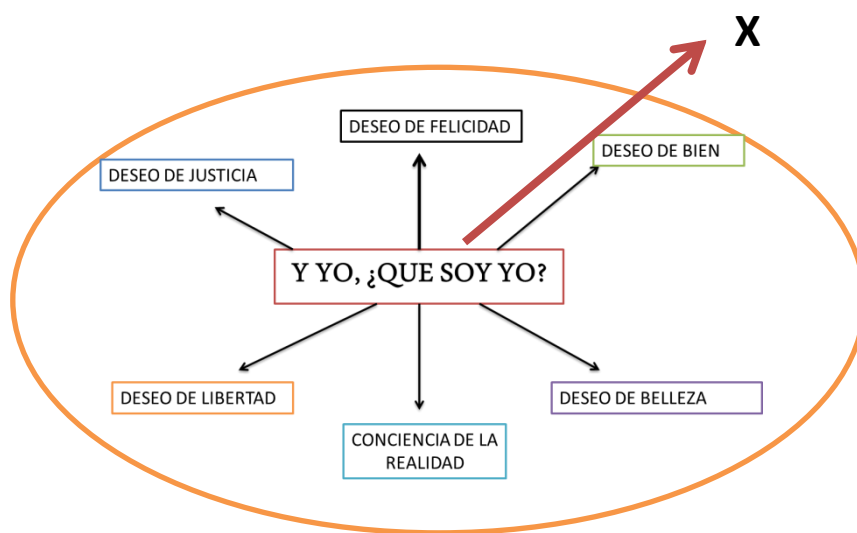 X
DESEO DE FELICIDAD
DESEO DE BIEN
DESEO DE JUSTICIA
Y YO, ¿QUE SOY YO?
DESEO DE LIBERTAD
DESEO DE BELLEZA
CONCIENCIA DE LA
REALIDAD